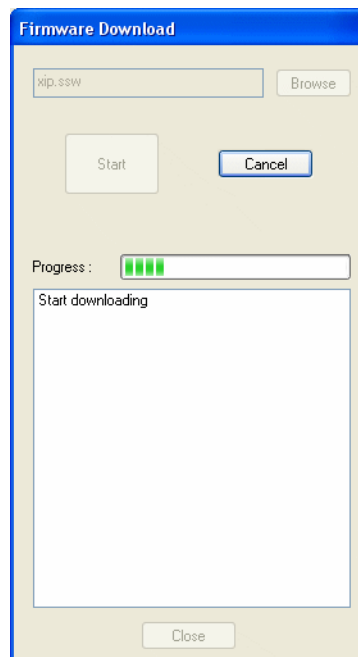 Firmware Download
xip.ssw
Browse
Start
Cancel
Progress :
Start downloading
Close